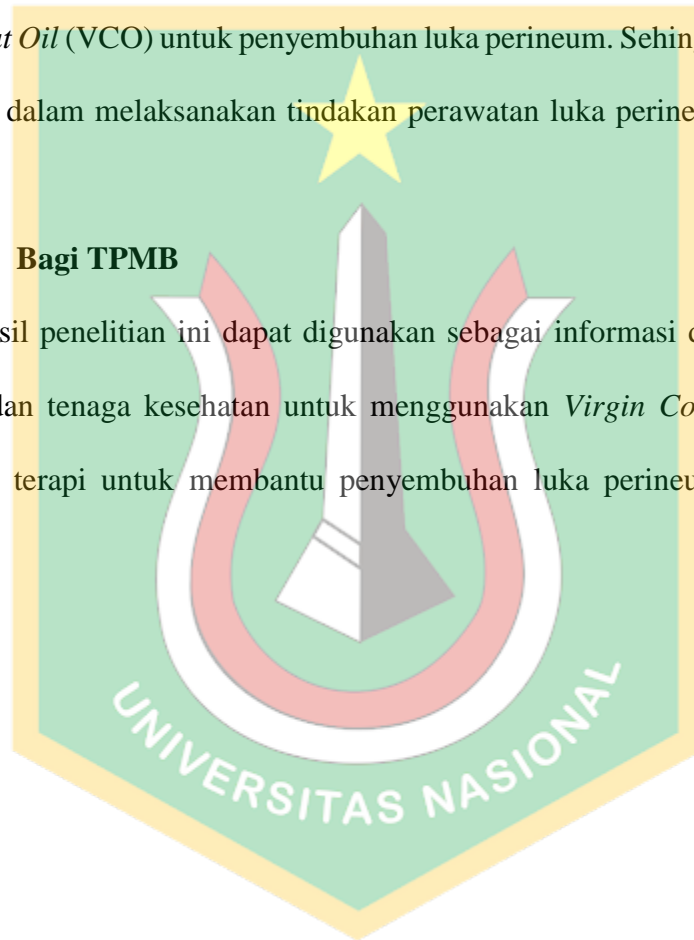 at Oil (VCO) untuk penyembuhan luka perineum. Sehin
dalam melaksanakan tindakan perawatan luka perine
Bagi TPMB
sil penelitian ini dapat digunakan sebagai informasi
dan tenaga kesehatan untuk menggunakan Virgin Co
terapi untuk membantu penyembuhan luka perineu
UNIVERSITAS NASIONAL